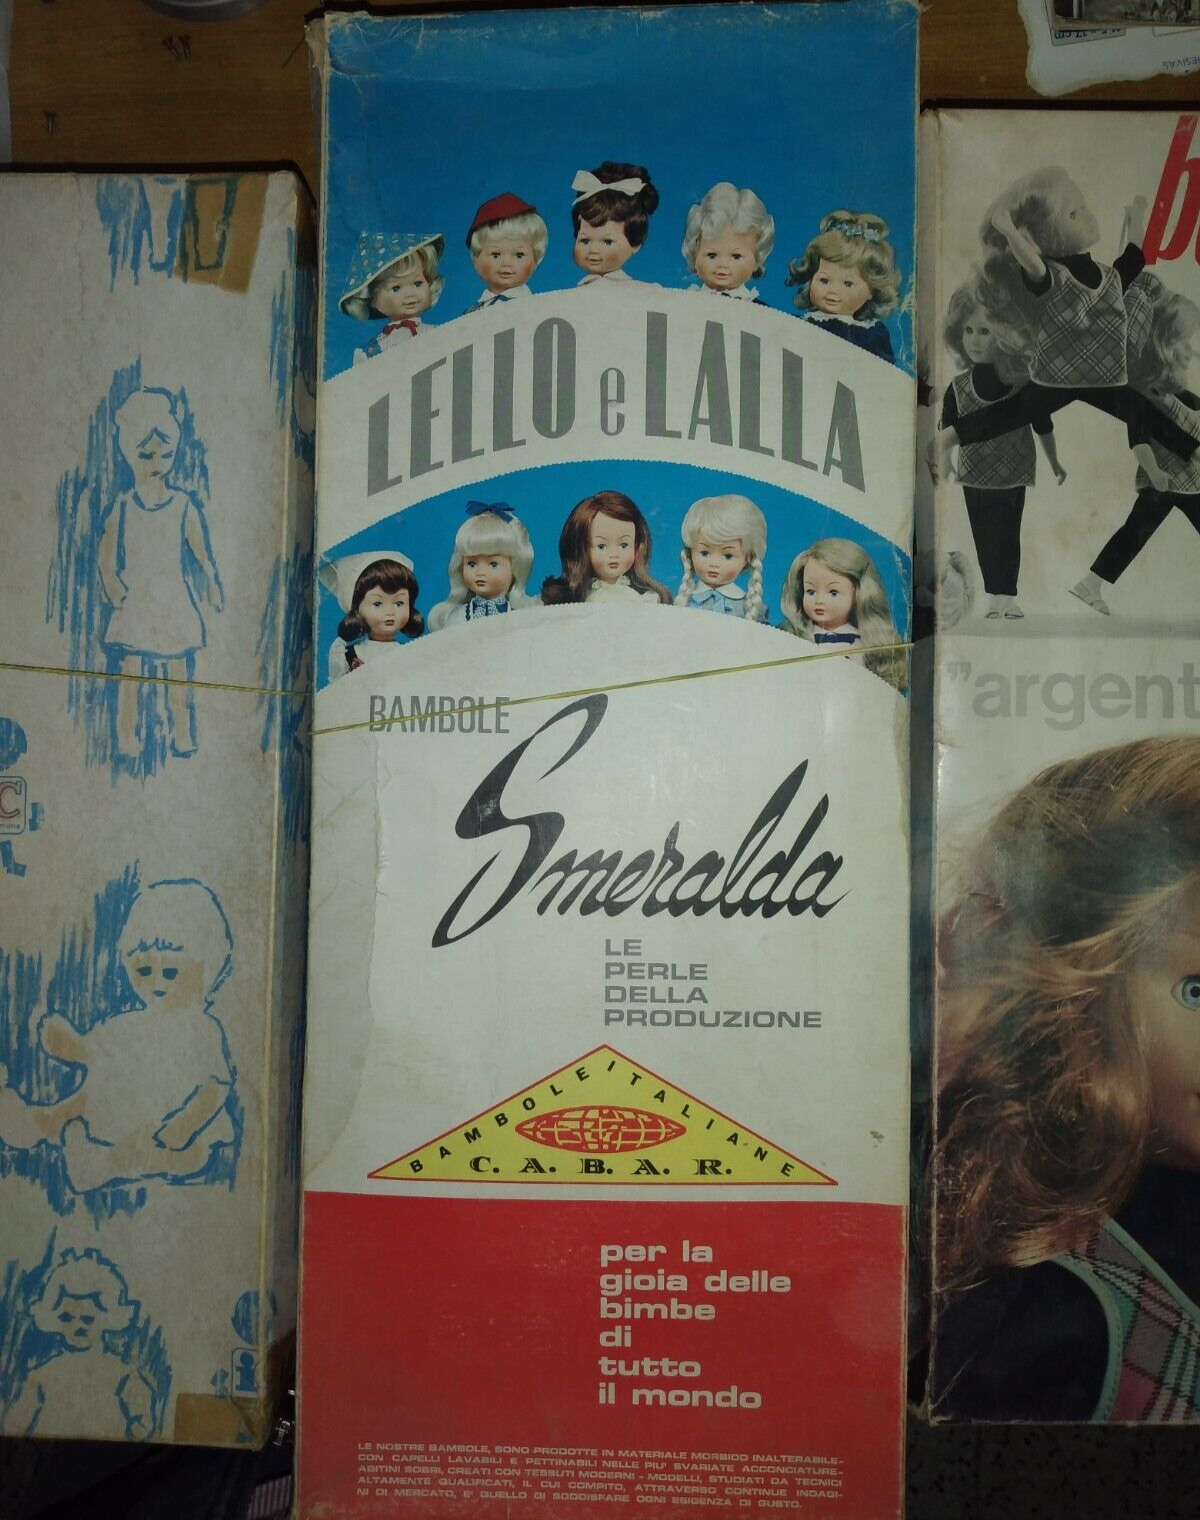 LELLO e LALLA
BAMBOLE
Smeralda
LE
PERLE
DELLA
PRODUZIONE
BAMBOLE ITALIANE
C. A. B. A. R.
per la
gioia delle
bimbe
di
tutto
il mondo
LE NOSTRE BAMBOLE, SONO PRODOTTE IN MATERIALE MORBIDO INALTERABILE-
CON CAPELLI LAVABILI E PETTINABILI NELLE PIU' SVARIATE ACCONCIATURE-
ABITINI SOBRI, CREATI CON TESSUTI MODERNI - MODELLI, STUDIATI DA TECNICI
ALTAMENTE QUALIFICATI, IL CUI COMPITO, ATTRAVERSO CONTINUE INDAGI-
NI DI MERCATO, E' QUELLO DI SODDISFARE OGNI ESIGENZA DI GUSTO.
C
i
b
"argent